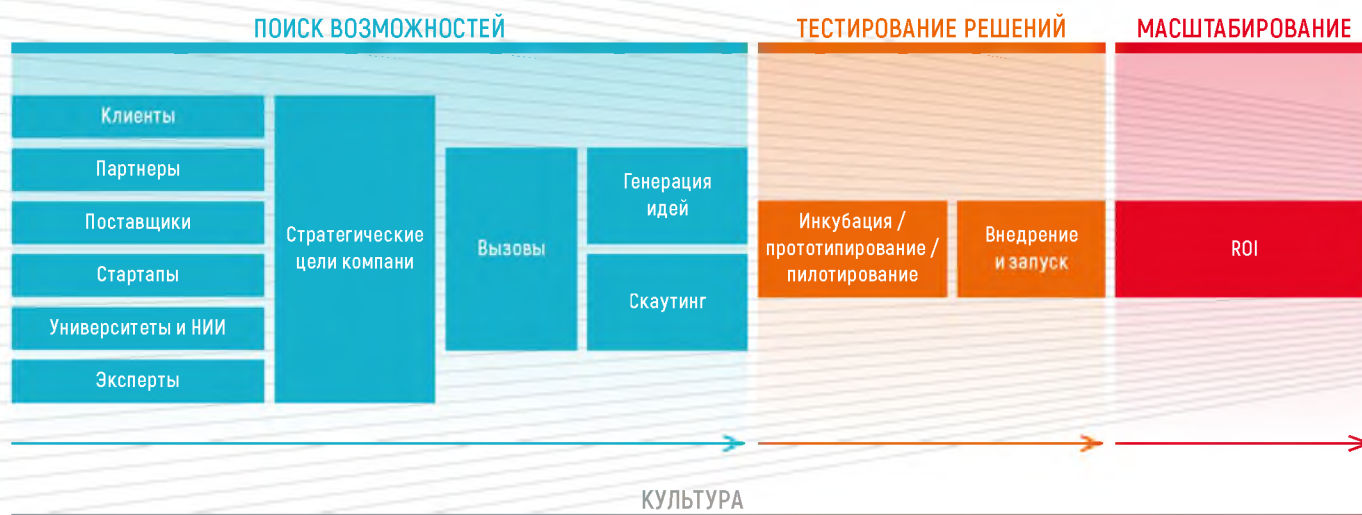 ПОИСК ВОЗМОЖНОСТЕЙ
ТЕСТИРОВАНИЕ РЕШЕНИЙ
МАСШТАБИРОВАНИЕ
Клиенты
Партнеры
Поставщики
Стартапы
Университеты и НИИ
Эксперты
Стратегические
цели компани
Вызовы
Генерация
идей
Скаутинг
Инкубация /
прототипирование /
пилотирование
Внедрение
и запуск
ROI
КУЛЬТУРА